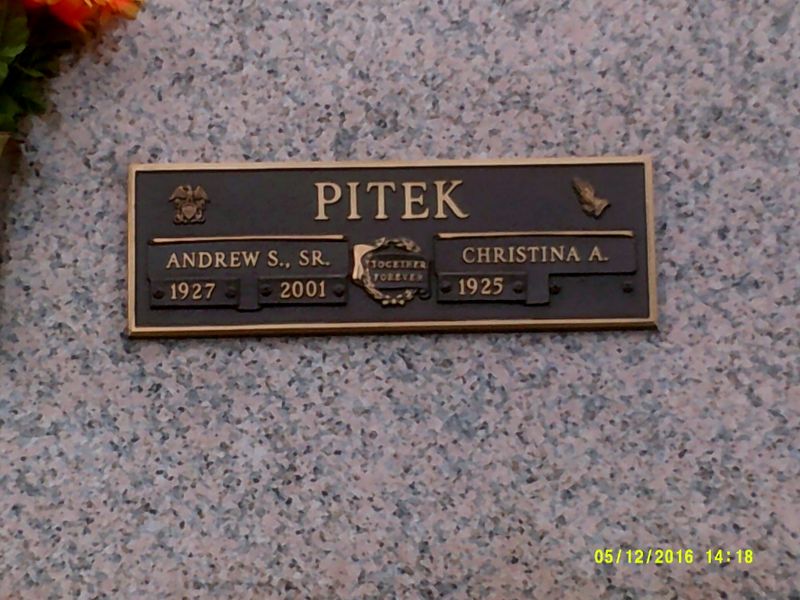 PITEK
ANDREW S., SR.
1927 2001
TOGETHER
FOREVER
CHRISTINA A.
1925
05/12/2016 14:18